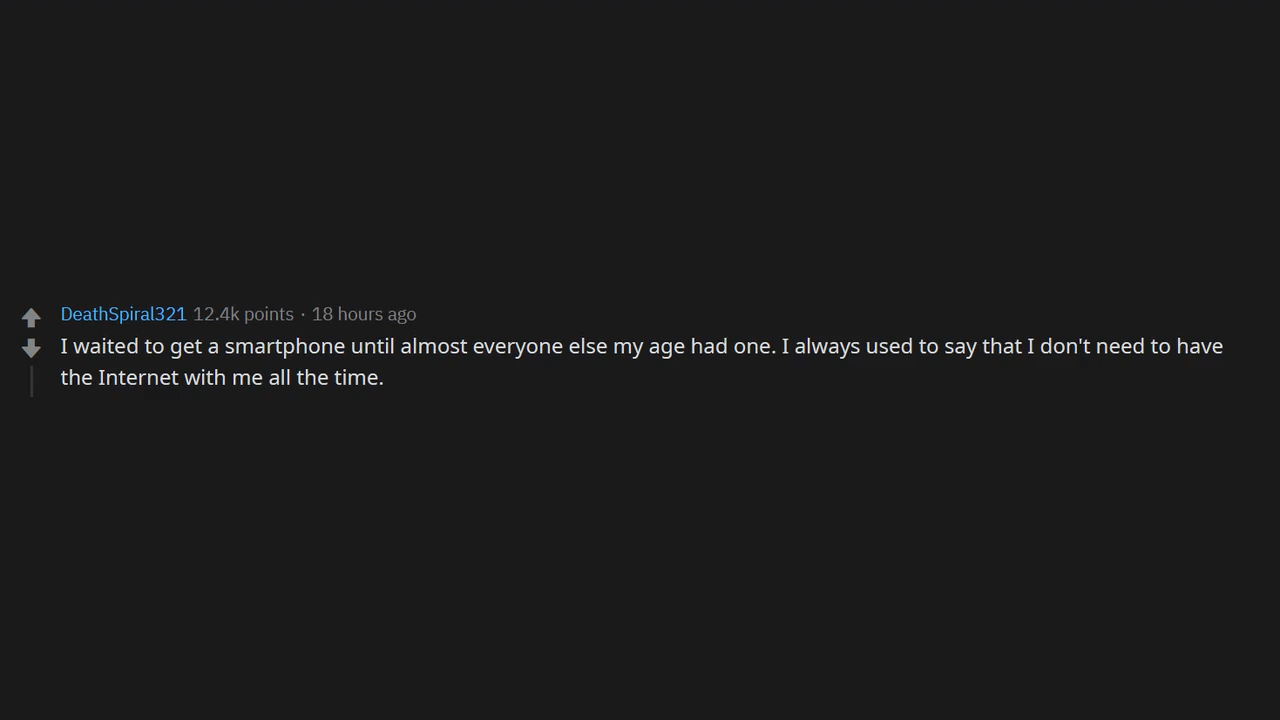 DeathSpiral321 12.4k points · 18 hours ago
I waited to get a smartphone until almost everyone else my age had one. I always used to say that I don't need to have
the Internet with me all the time.